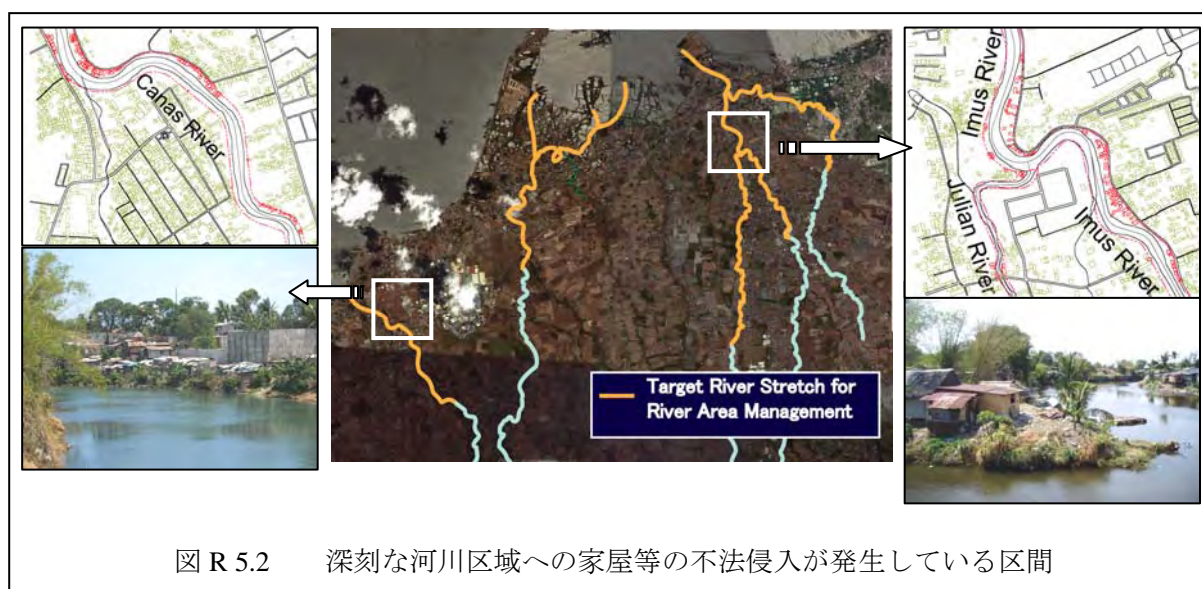 Canas River
Imus River
Julian River
Imus River
Target River Stretch for
River Area Management
図 R 5.2 深刻な河川区域への家屋等の不法侵入が発生している区間